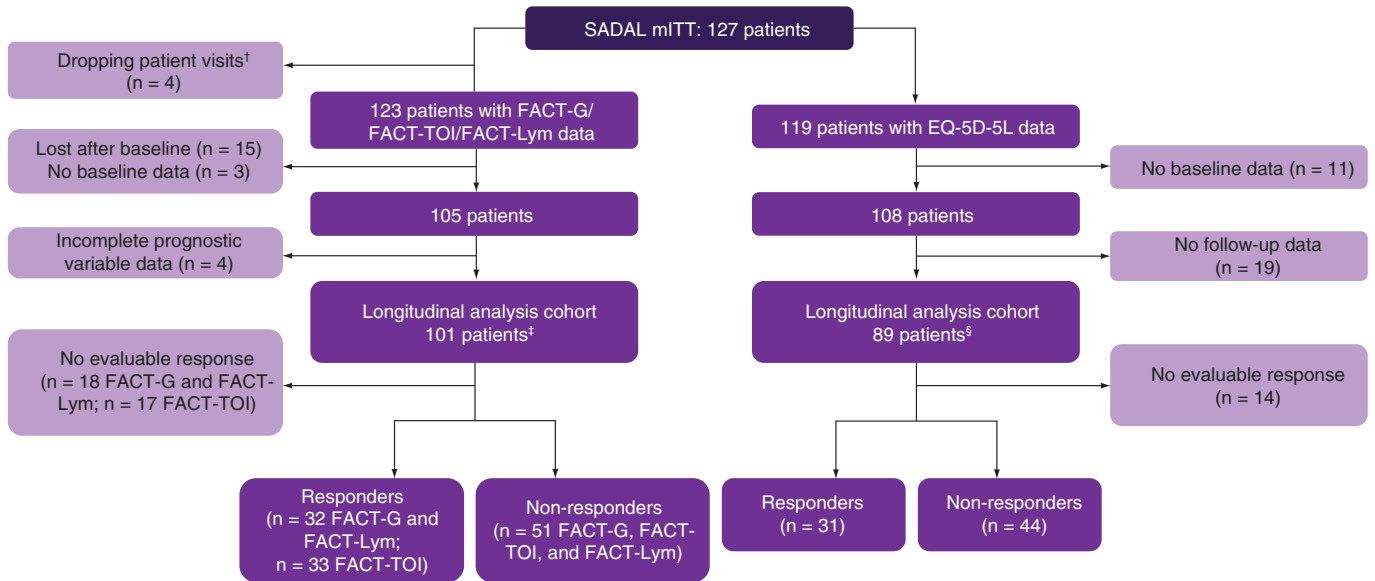 SADAL mITT: 127 patients
Dropping patient visits†
(n = 4)
123 patients with FACT-G/
FACT-TOI/FACT-Lym data
119 patients with EQ-5D-5L data
Lost after baseline (n = 15)
No baseline data (n = 3)
No baseline data (n = 11)
105 patients
108 patients
Incomplete prognostic
variable data (n = 4)
No follow-up data
(n = 19)
Longitudinal analysis cohort
101 patients‡
Longitudinal analysis cohort
89 patients§
No evaluable response
(n = 18 FACT-G and FACT-
Lym; n = 17 FACT-TOI)
No evaluable response
(n = 14)
Responders
(n = 32 FACT-G and
FACT-Lym;
n = 33 FACT-TOI)
Non-responders
(n = 51 FACT-G, FACT-
TOI, and FACT-Lym)
Responders
(n = 31)
Non-responders
(n = 44)